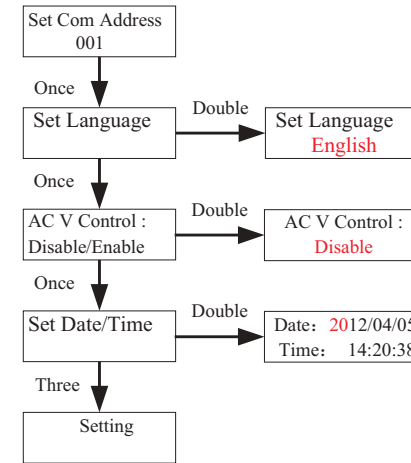 Set Com Address
001
Once
Set Language
Double
Set Language
English
Once
AC V Control :
Disable/Enable
Double
AC V Control :
Disable
Once
Set Date/Time
Double
Date：2012/04/05
Time： 14:20:38
Three
Setting